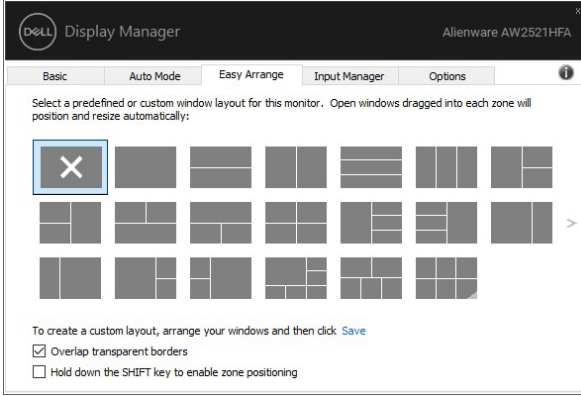 DELL Display Manager Alienware AW2521HFA
Basic Auto Mode Easy Arrange Input Manager Options
Select a predefined or custom window layout for this monitor. Open windows dragged into each zone will
position and resize automatically:
To create a custom layout, arrange your windows and then click Save
Overlap transparent borders
Hold down the SHIFT key to enable zone positioning